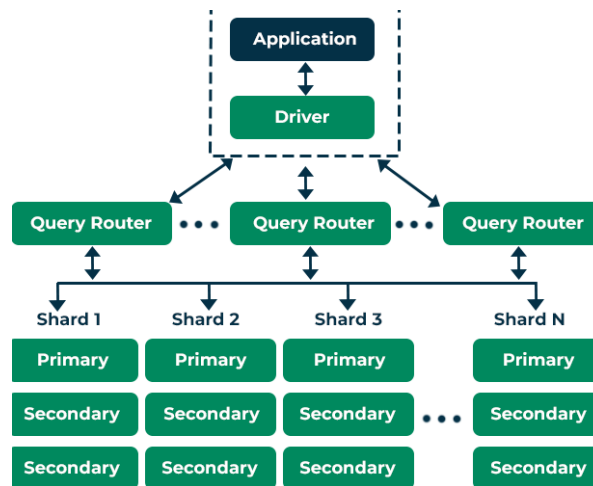 Application
Driver
Query Router Query Router Query Router
Shard 1 Shard 2 Shard 3 Shard N
Primary Primary Primary Primary
Secondary Secondary Secondary Secondary
Secondary Secondary Secondary Secondary